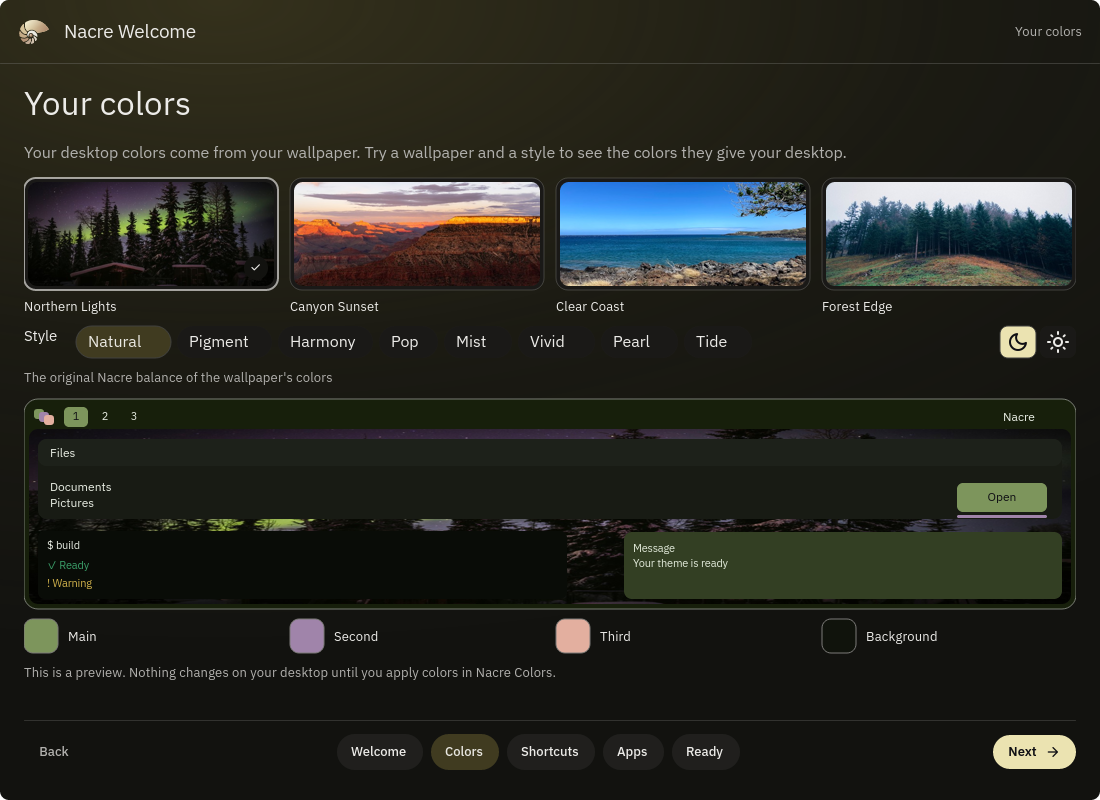 Nacre Welcome
Your colors
Your colors
Your desktop colors come from your wallpaper. Try a wallpaper and a style to see the colors they give your desktop.
Northern Lights
Canyon Sunset
Clear Coast
Forest Edge
Style
Natural
Pigment
Harmony
Pop
Mist
Vivid
Pearl
Tide
The original Nacre balance of the wallpaper's colors
1
2
3
Nacre
Files
Documents
Pictures
Open
$ build
✓ Ready
! Warning
Message
Your theme is ready
Main
Second
Third
Background
This is a preview. Nothing changes on your desktop until you apply colors in Nacre Colors.
Back
Welcome
Colors
Shortcuts
Apps
Ready
Next →